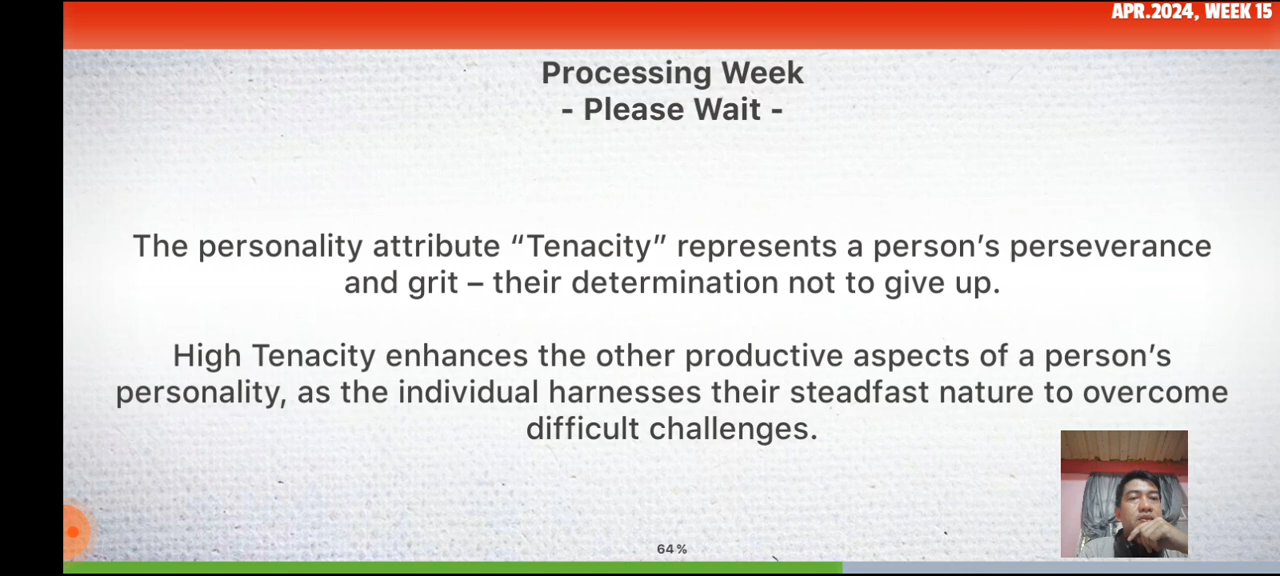 APR.2024, WEEK 15
Processing Week
- Please Wait -
The personality attribute “Tenacity” represents a person’s perseverance
and grit – their determination not to give up.
High Tenacity enhances the other productive aspects of a person’s
personality, as the individual harnesses their steadfast nature to overcome
difficult challenges.
64%